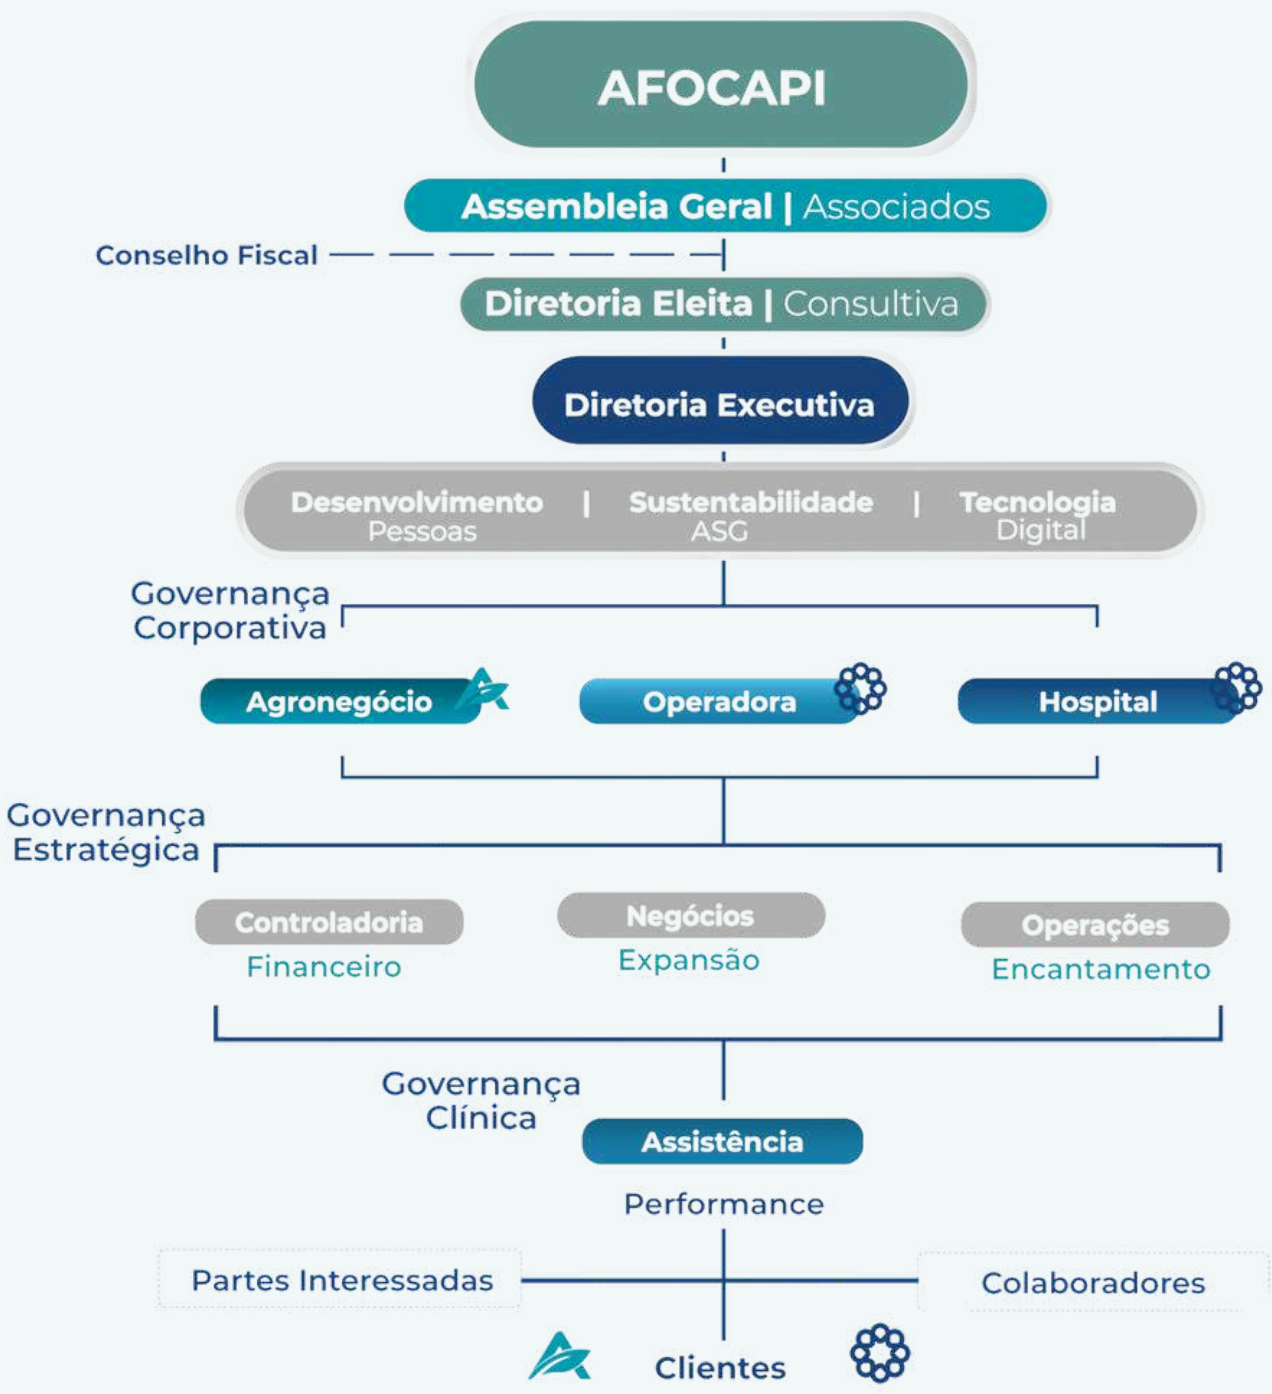 AFOCAPI
Assembleia Geral | Associados
Conselho Fiscal
Diretoria Eleita | Consultiva
Diretoria Executiva
Desenvolvimento | Sustentabilidade | Tecnologia
Pessoas ASG Digital
Governança
Corporativa
Agronegócio Operadora Hospital
Governança
Estratégica
Controladoria Negócios Operações
Financeiro Expansão Encantamento
Governança
Clínica
Assistência
Performance
Partes Interessadas Colaboradores
Clientes